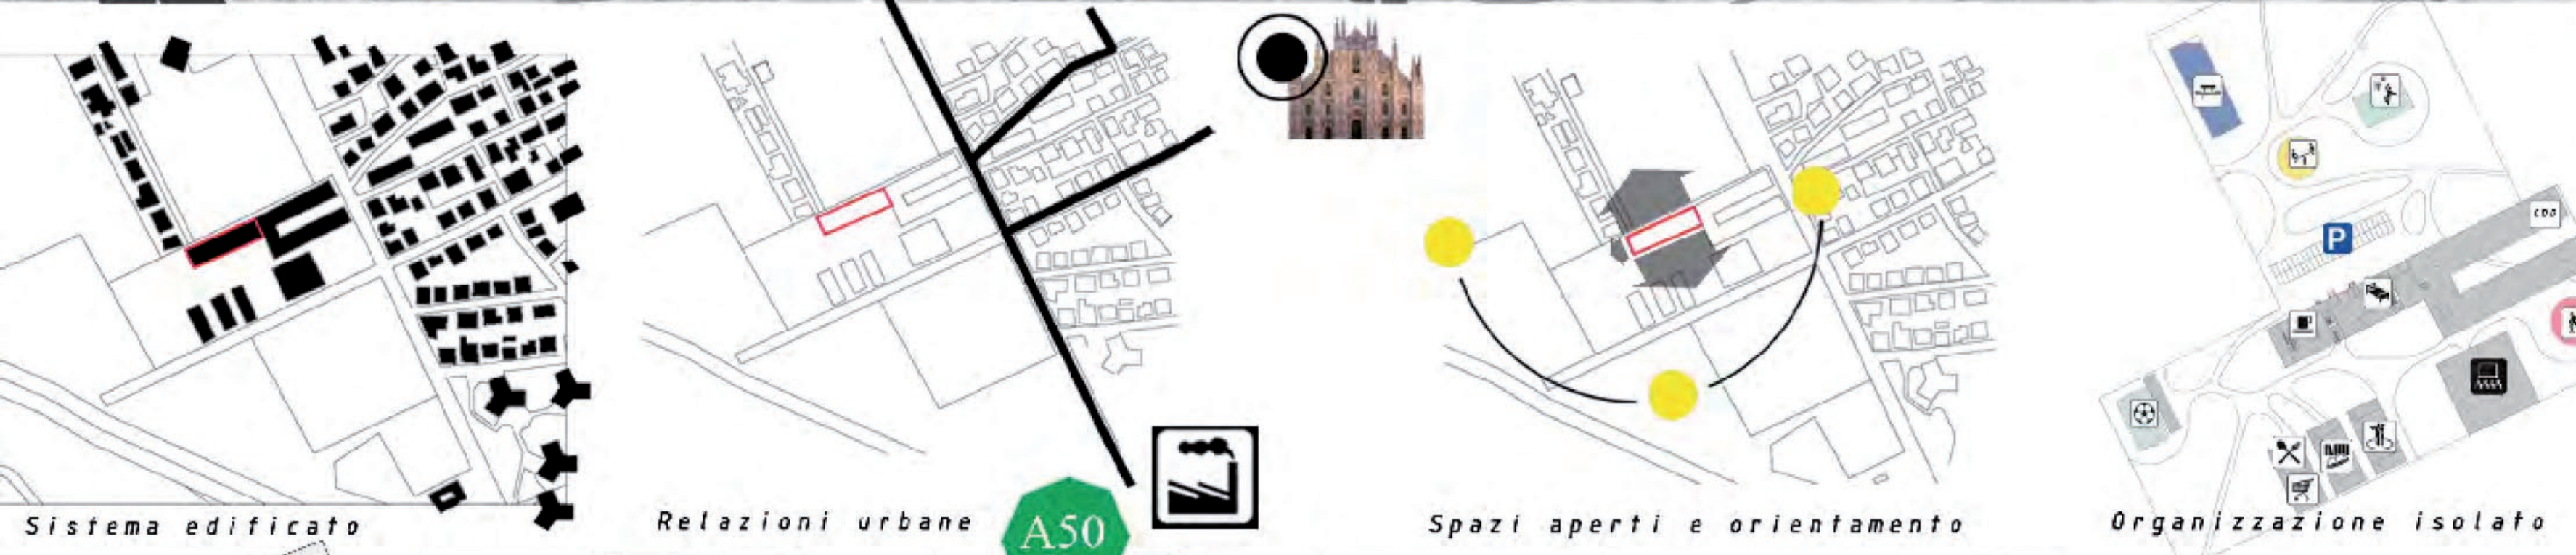 P
CDD
Sistema edificato
Relazioni urbane
A50
Spazi aperti e orientamento
Organizzazione isolato